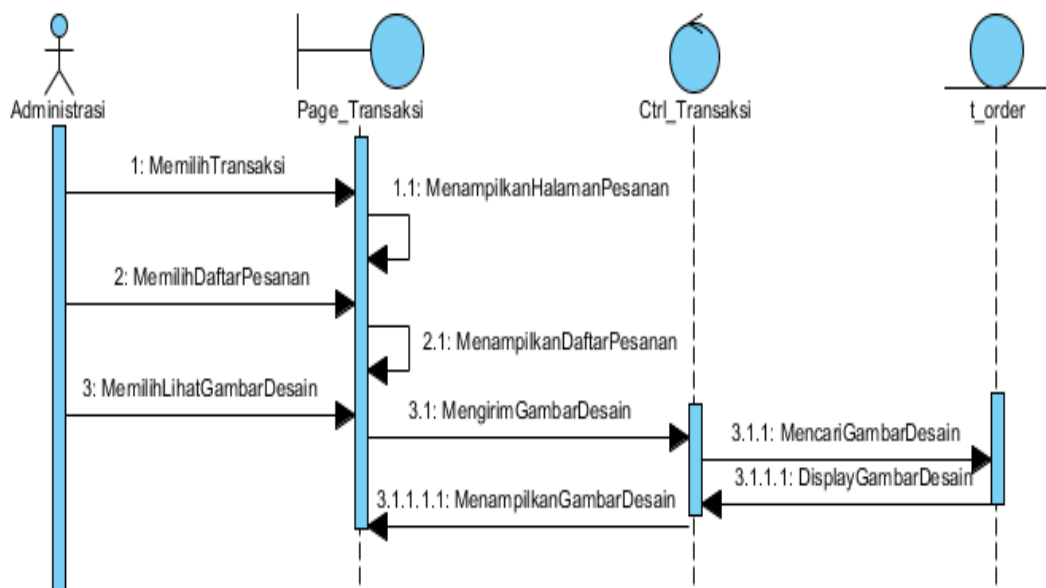 Administrasi
Page_Transaksi
Ctrl_Transaksi
t_order
1: MemilihTransaksi
1.1: MenampilkanHalamanPesanan
2: MemilihDaftarPesanan
2.1: MenampilkanDaftarPesanan
3: MemilihLihatGambarDesain
3.1: MengirimGambarDesain
3.1.1: MencariGambarDesain
3.1.1.1: DisplayGambarDesain
3.1.1.1.1: MenampilkanGambarDesain